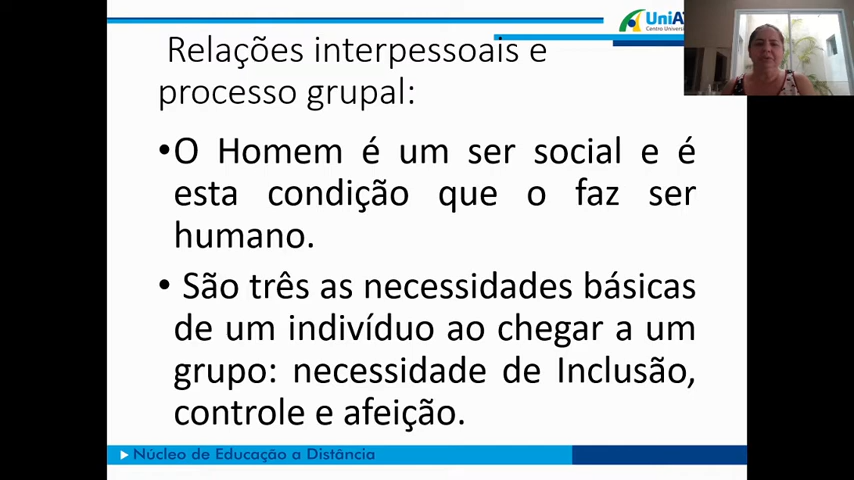 Relações interpessoais e
processo grupal:
•O Homem é um ser social e é
esta condição que o faz ser
humano.
• São três as necessidades básicas
de um indivíduo ao chegar a um
grupo: necessidade de Inclusão,
controle e afeição.
Núcleo de Educação a Distância
Centro